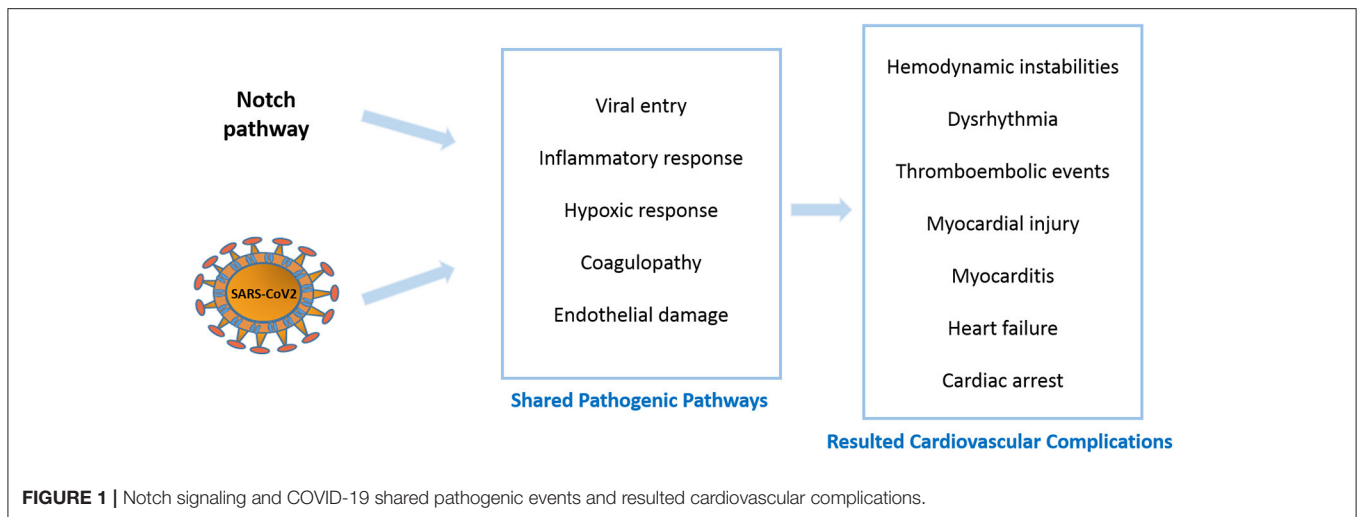 Notch
pathway
SARS-CoV2
Viral entry
Inflammatory response
Hypoxic response
Coagulopathy
Endothelial damage
Shared Pathogenic Pathways
Hemodynamic instabilities
Dysrhythmia
Thromboembolic events
Myocardial injury
Myocarditis
Heart failure
Cardiac arrest
Resulted Cardiovascular Complications
FIGURE 1 | Notch signaling and COVID-19 shared pathogenic events and resulted cardiovascular complications.